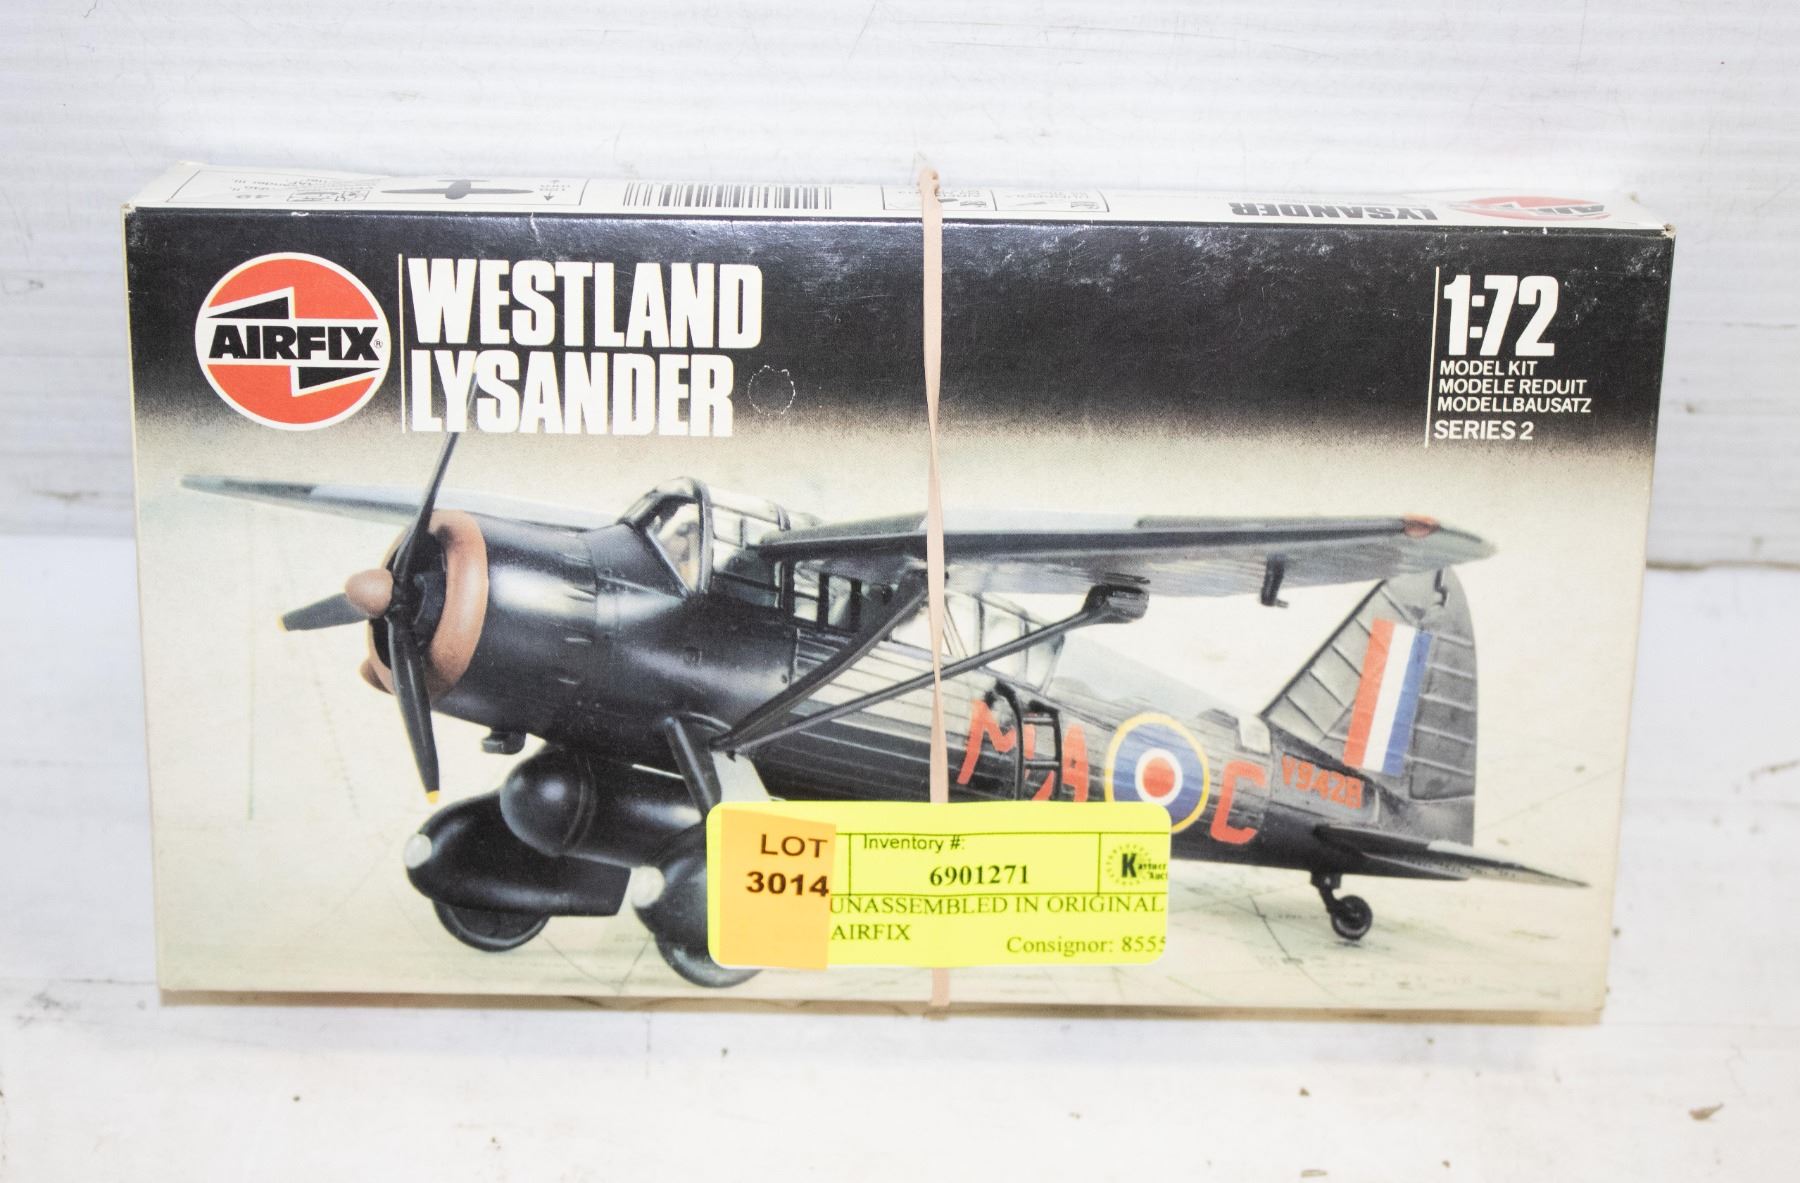 LYSANDER
AIRFIX
WESTLAND
LYSANDER
1:72
MODEL KIT
MODELE REDUIT
MODELLBAUSATZ
SERIES 2
C
V9428
LOT
3014
Inventory #:
6901271
UNASSEMBLED IN ORIGINAL
AIRFIX
Consignor: 8555